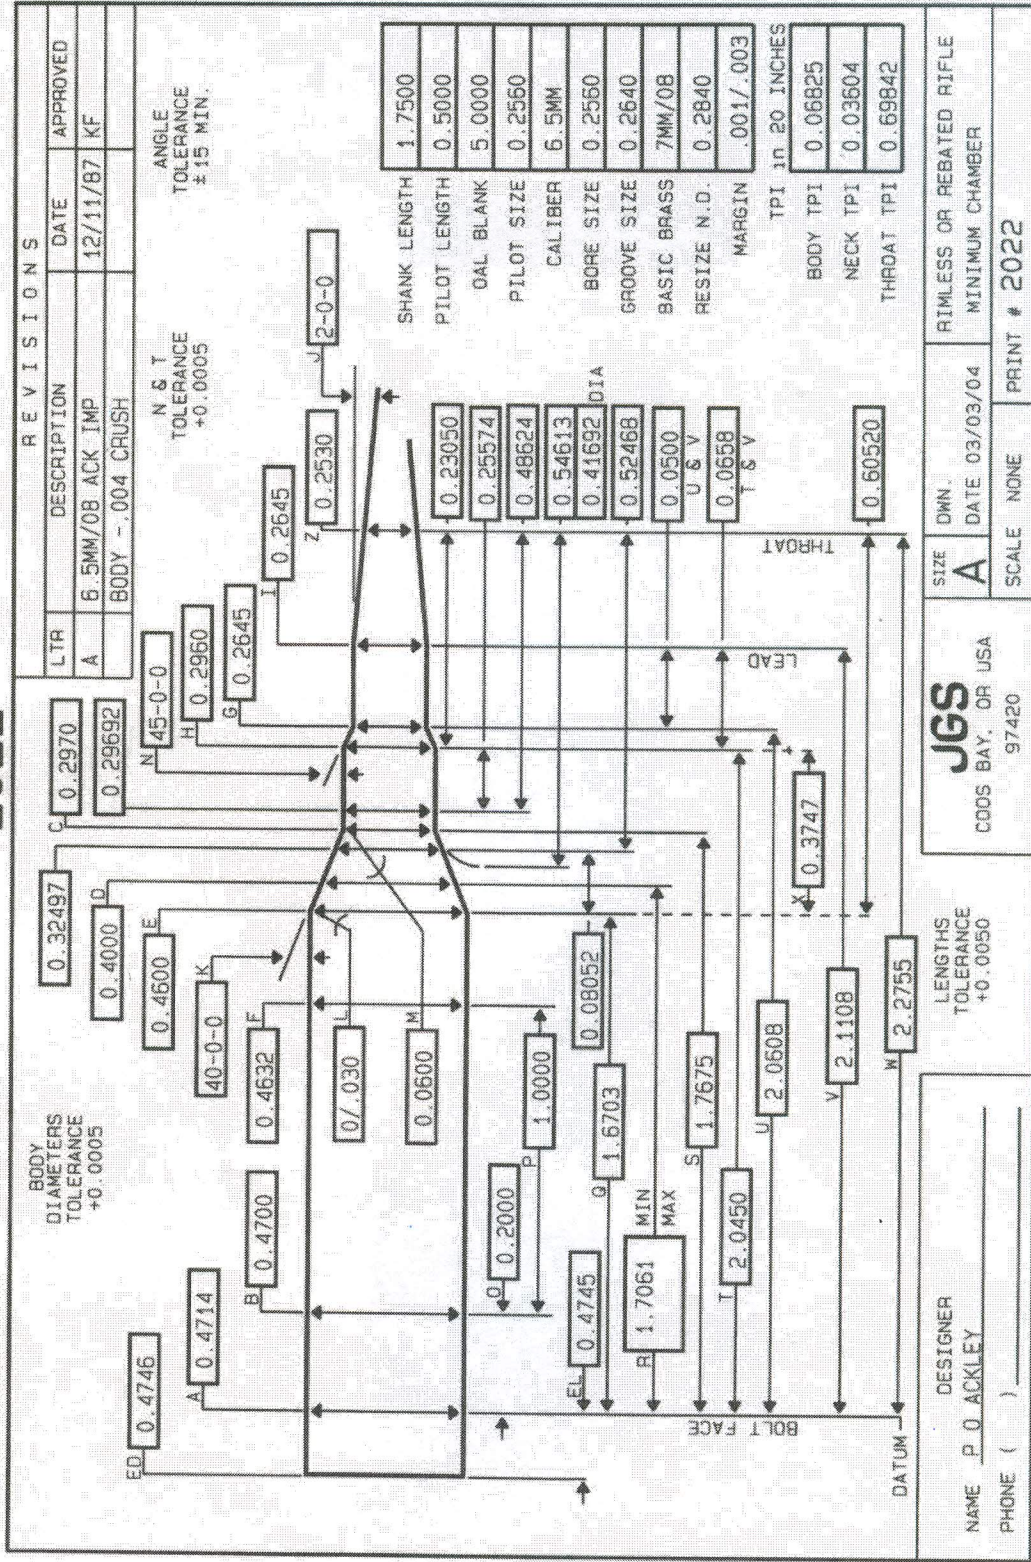 REVISIONS
LTR DESCRIPTION DATE APPROVED
A 6.5MM/08 ACK IMP 12/11/87 KF
BODY -.004 CRUSH
BODY
DIAMETERS
TOLERANCE
+0.0005
N & T
TOLERANCE
+0.0005
ANGLE
TOLERANCE
±15 MIN.
ED 0.4746
A 0.4714
B 0.4700
F 0.4632
K 40-0-0
E 0.4600
D 0.4000
0.32497
C 0.2970
0.29692
N 45-0-0
H 0.2960
G 0.2645
I 0.2645
Z 0.2530
J 2-0-0
L 0/.030
M 0.0600
O 0.2000
P 1.0000
EL 0.4745
Q 1.6703
0.08052
R 1.7061 MIN
MAX
S 1.7675
T 2.0450
U 2.0608
V 2.1108
W 2.2755
X 0.3747
0.23050
0.25574
0.48624
0.54613
0.41692 DIA
0.52468
0.0500
U & V
0.0658
T & V
0.60520
BOLT FACE
LEAD
THROAT
DATUM
SHANK LENGTH 1.7500
PILOT LENGTH 0.5000
OAL BLANK 5.0000
PILOT SIZE 0.2560
CALIBER 6.5MM
BORE SIZE 0.2560
GROOVE SIZE 0.2640
BASIC BRASS 7MM/08
RESIZE N.D. 0.2840
MARGIN .001/.003
TPI in 20 INCHES
BODY TPI 0.06825
NECK TPI 0.03604
THROAT TPI 0.69842
DESIGNER
NAME P O ACKLEY
PHONE ( )
LENGTHS
TOLERANCE
+0.0050
JGS
COOS BAY, OR USA
97420
SIZE
A
DWN.
DATE 03/03/04
RIMLESS OR REBATED RIFLE
MINIMUM CHAMBER
SCALE NONE
PRINT # 2022